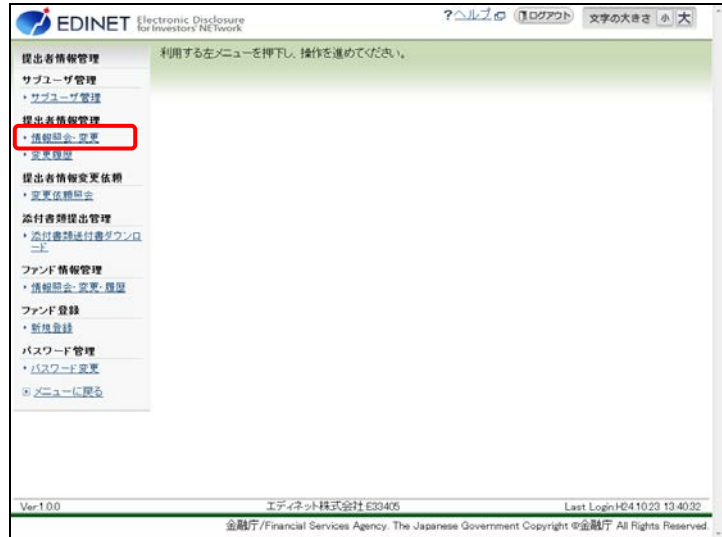 EDINET Electronic Disclosure
for Investors' NETwork
?ヘルプ ログアウト 文字の大きさ 小 大
利用する左メニューを押下し、操作を進めてください。
提出者情報管理
サブユーザ管理
・サブユーザ管理
提出者情報管理
・情報照会・変更
・変更履歴
提出者情報変更依頼
・変更依頼照会
添付書類提出管理
・添付書類送付書ダウンロ
ード
ファンド情報管理
・情報照会・変更・履歴
ファンド登録
・新規登録
パスワード管理
・パスワード変更
メニューに戻る
Ver.1.0.0 エディネット株式会社 E33405 Last Login:H24.10.23 13:40:32
金融庁/Financial Services Agency. The Japanese Government Copyright ©金融庁 All Rights Reserved.